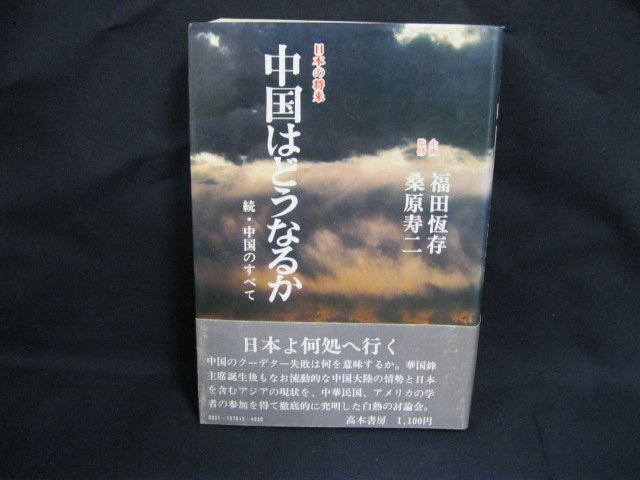 日本の将来
中国はどうなるか
続・中国のすべて
企画 福田恆存
監修 桑原寿二
日本よ何処へ行く
中国のクーデター失敗は何を意味するか。華国鋒
主席誕生後もなお流動的な中国大陸の情勢と日本
を含むアジアの現状を、中華民国、アメリカの学
者の参加を得て徹底的に究明した白熱の討論会。
高木書房 1,100円